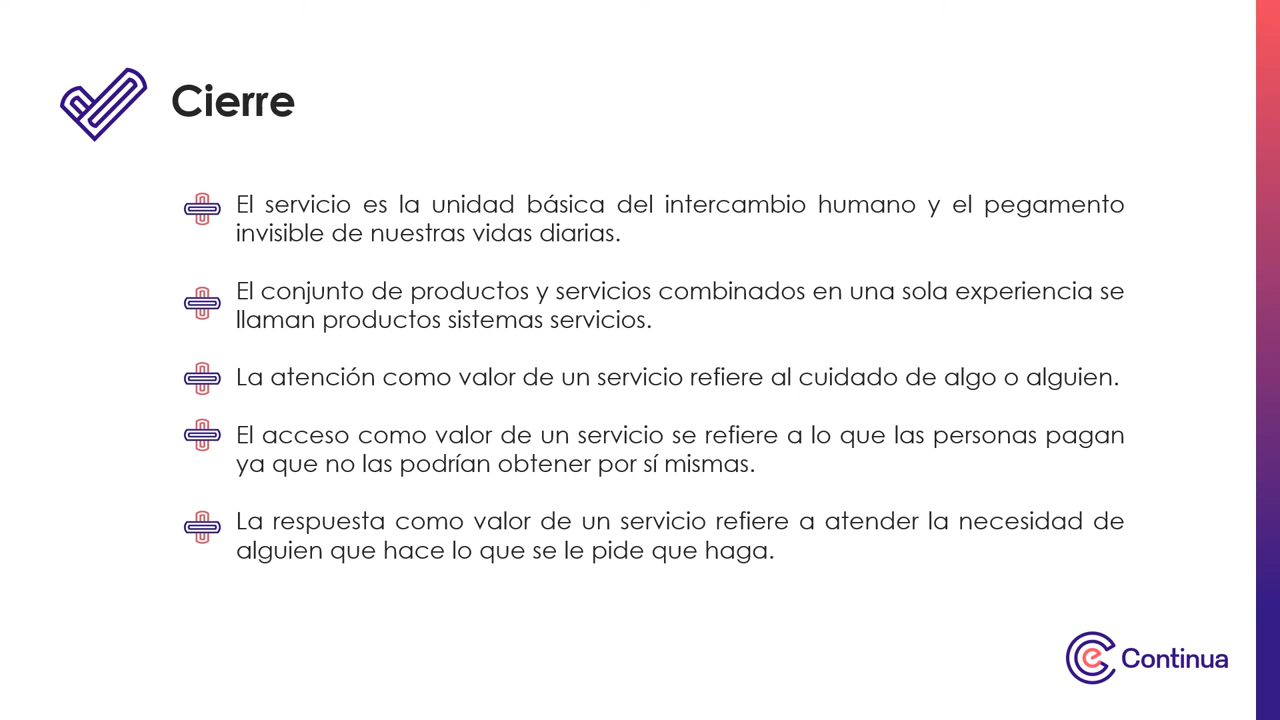 Cierre
El servicio es la unidad básica del intercambio humano y el pegamento
invisible de nuestras vidas diarias.
El conjunto de productos y servicios combinados en una sola experiencia se
llaman productos sistemas servicios.
La atención como valor de un servicio refiere al cuidado de algo o alguien.
El acceso como valor de un servicio se refiere a lo que las personas pagan
ya que no las podrían obtener por sí mismas.
La respuesta como valor de un servicio refiere a atender la necesidad de
alguien que hace lo que se le pide que haga.
e Continua